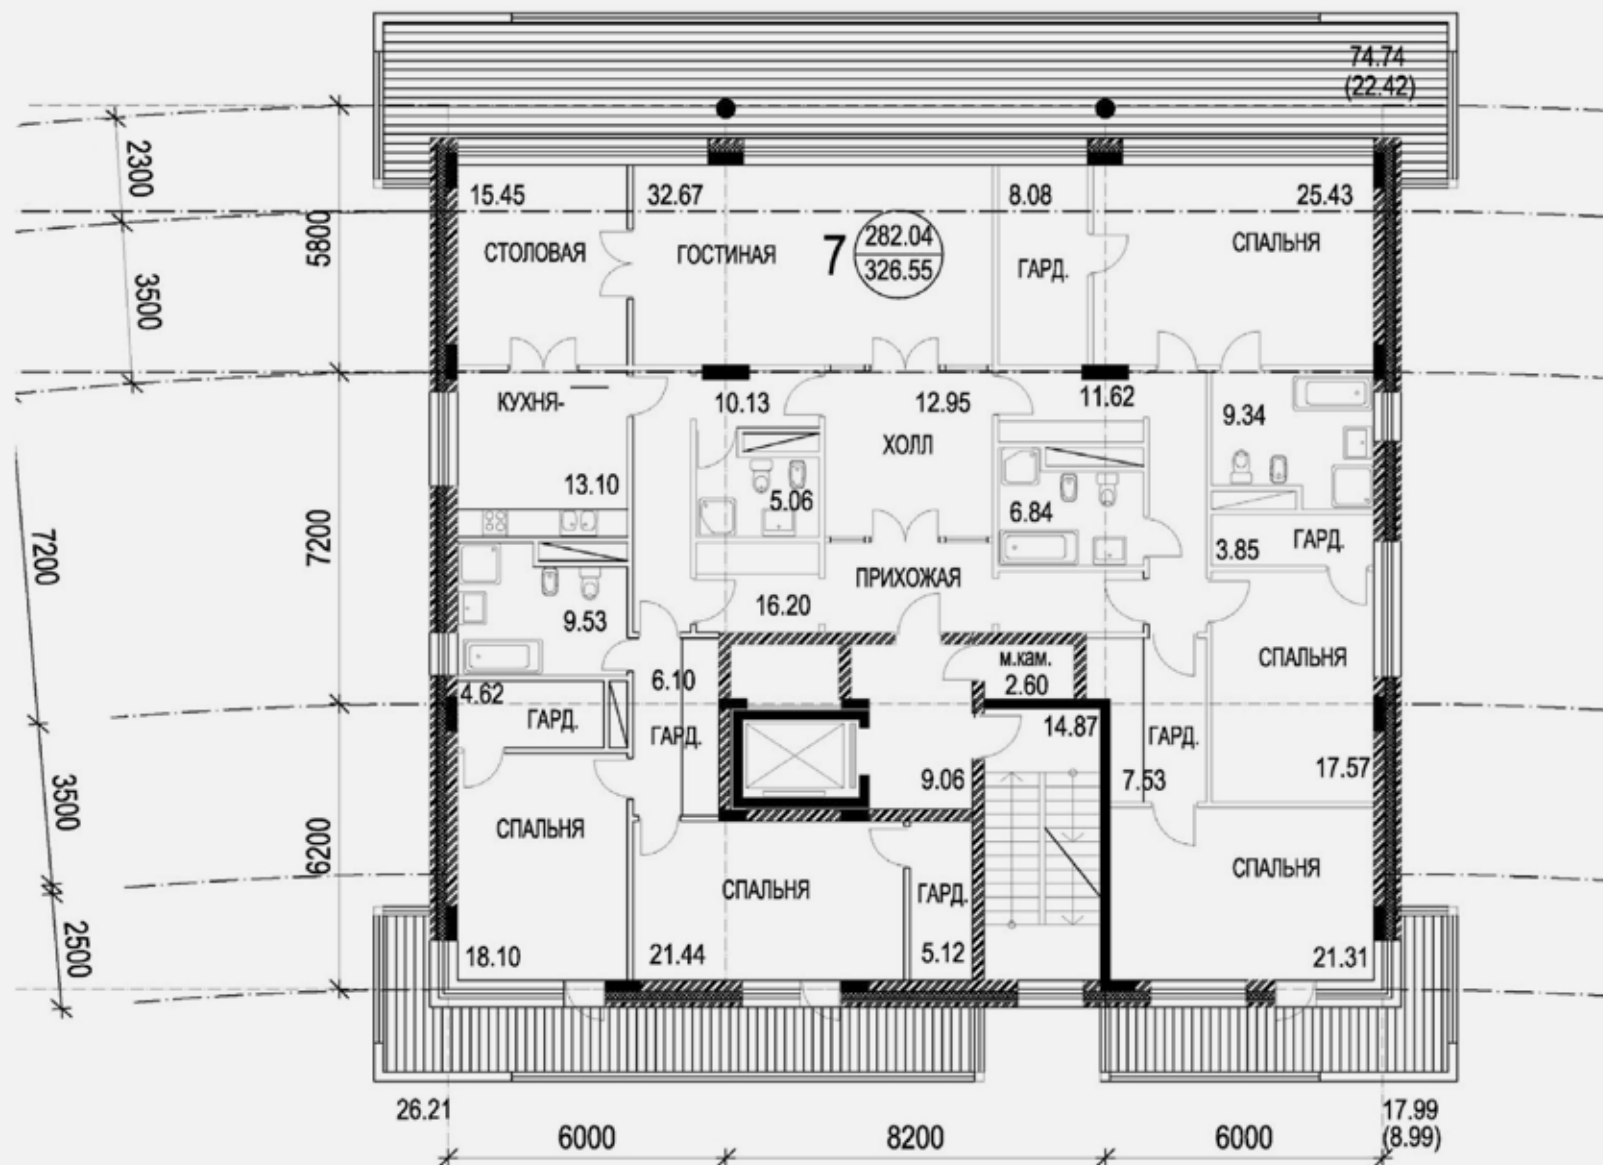 74.74
(22.42)
2300
3500
7200
3500
2500
5800
7200
6200
15.45
СТОЛОВАЯ
32.67
ГОСТИНАЯ
7
282.04
326.55
8.08
ГАРД.
25.43
СПАЛЬНЯ
КУХНЯ-
13.10
10.13
12.95
ХОЛЛ
11.62
9.34
5.06
6.84
3.85
ГАРД.
ПРИХОЖАЯ
16.20
9.53
СПАЛЬНЯ
м.кам.
2.60
6.10
4.62
ГАРД.
ГАРД.
14.87
ГАРД.
7.53
17.57
9.06
СПАЛЬНЯ
18.10
СПАЛЬНЯ
21.44
ГАРД.
5.12
СПАЛЬНЯ
21.31
26.21
17.99
(8.99)
6000
8200
6000